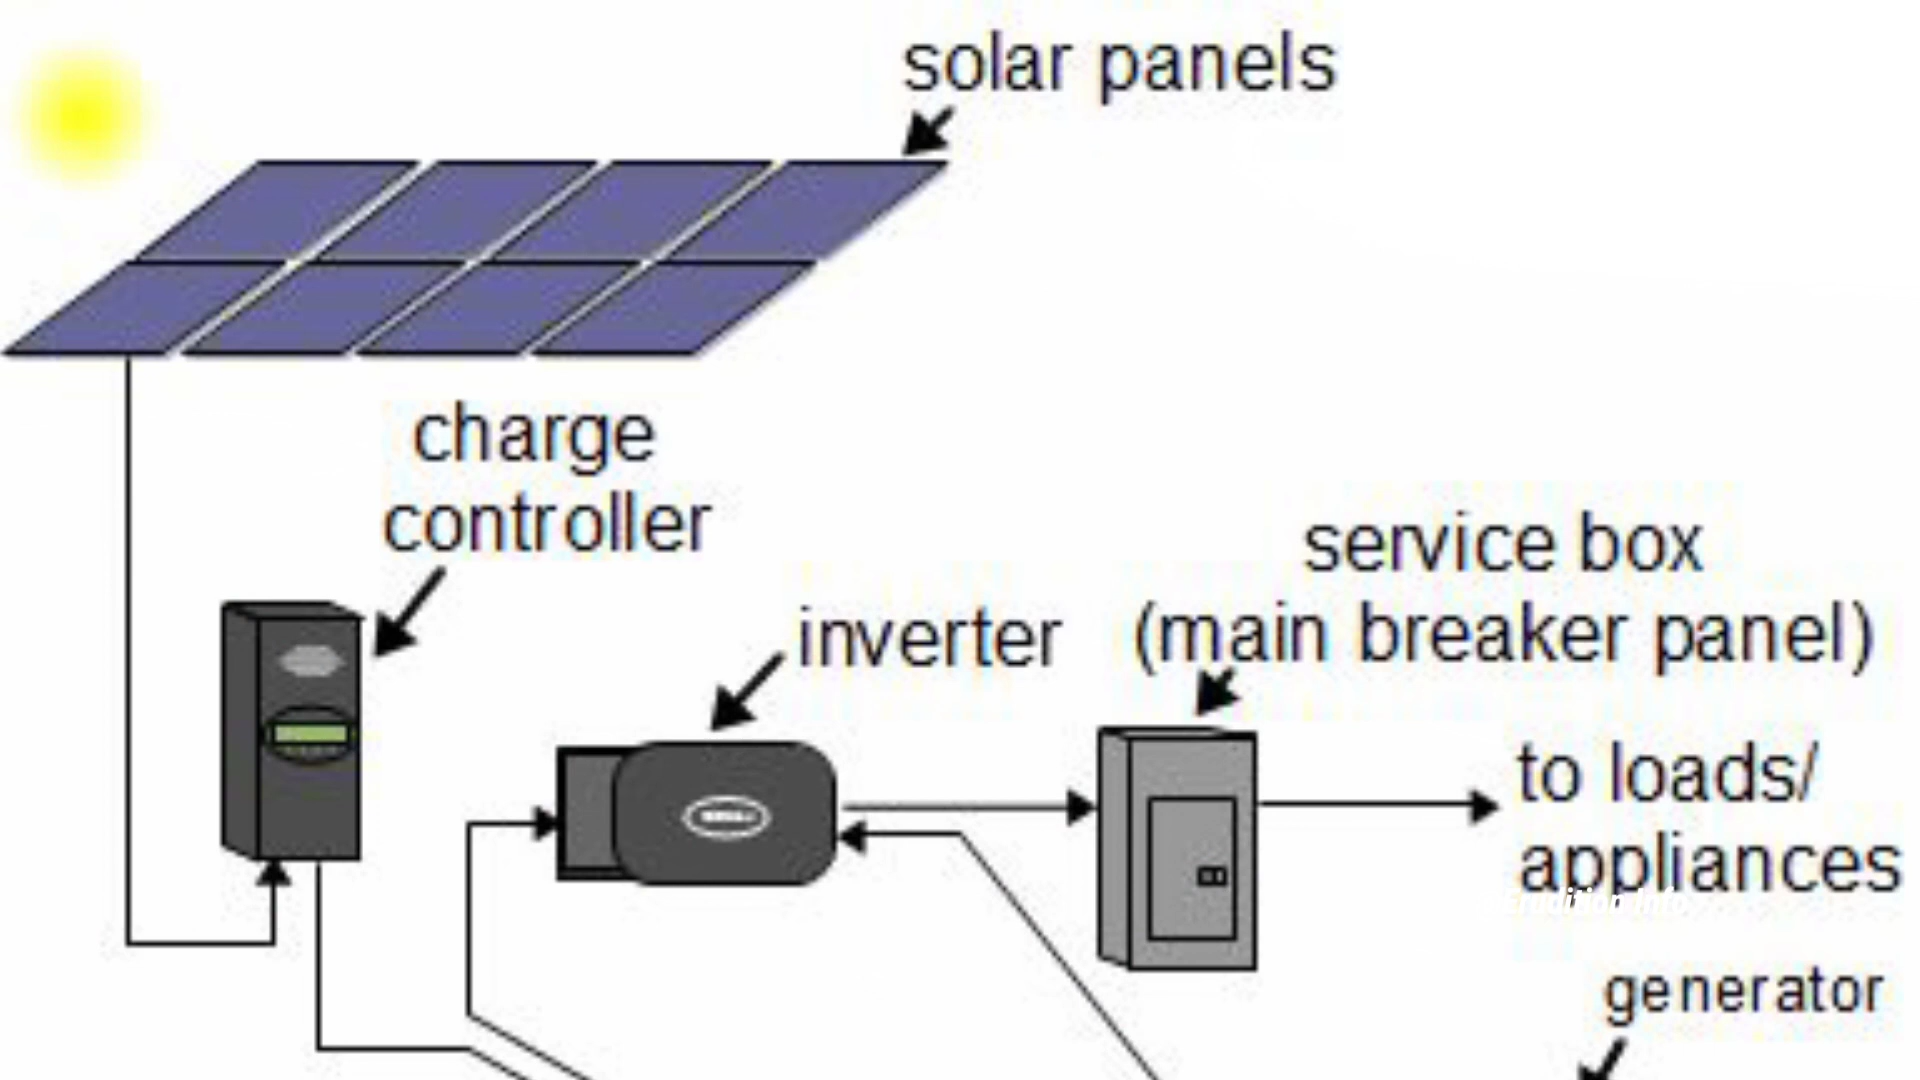 solar panels
charge
controller
inverter
service box
(main breaker panel)
to loads/
appliances
generator